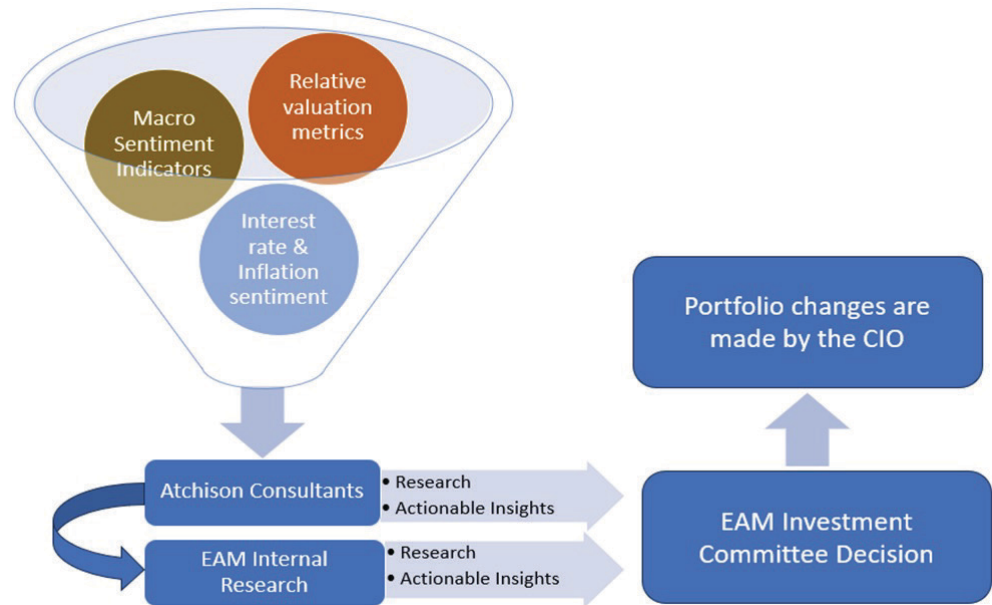 Relative
valuation
metrics
Macro
Sentiment
Indicators
Interest
rate &
Inflation
sentiment
Portfolio changes are
made by the CIO
Atchison Consultants
• Research
• Actionable Insights
EAM Internal
Research
• Research
• Actionable Insights
EAM Investment
Committee Decision